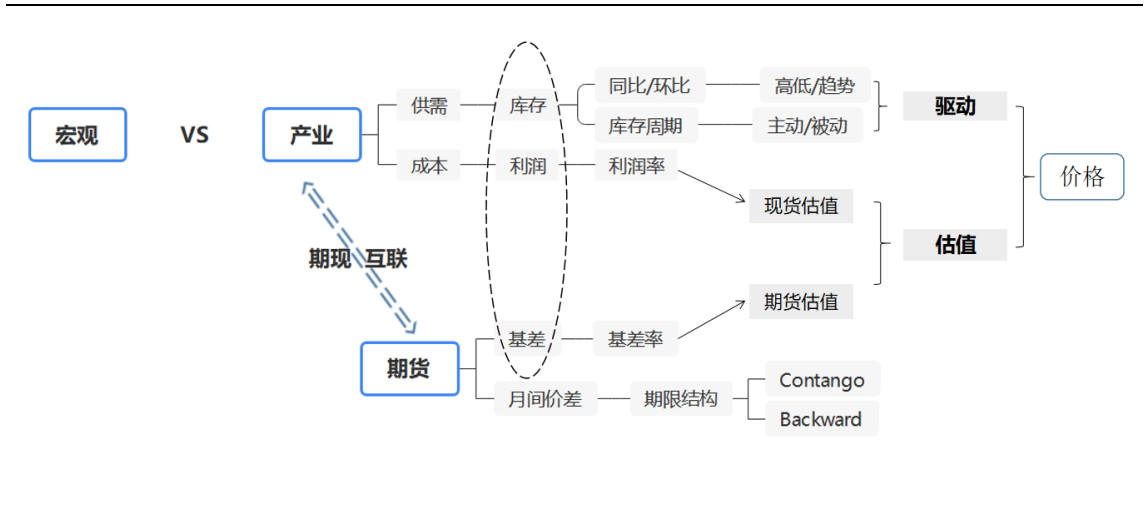 宏观
VS
产业
供需
库存
同比/环比
高低/趋势
库存周期
主动/被动
驱动
成本
利润
利润率
现货估值
价格
估值
期现 互联
期货估值
期货
基差
基差率
月间价差
期限结构
Contango
Backward